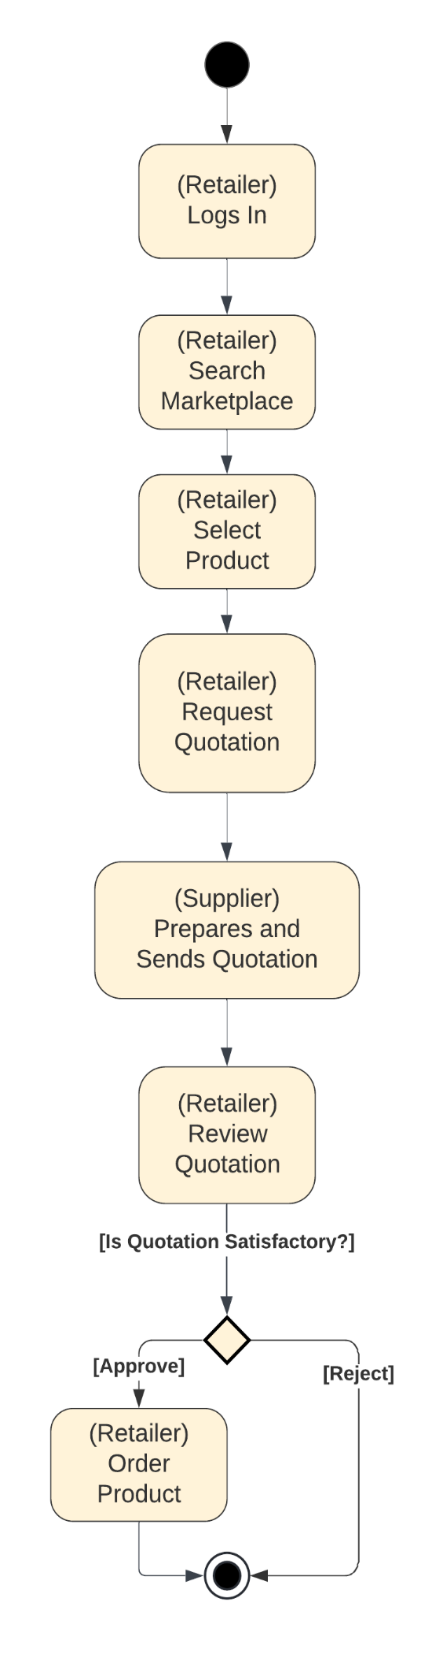 (Retailer)
Logs In
(Retailer)
Search
Marketplace
(Retailer)
Select
Product
(Retailer)
Request
Quotation
(Supplier)
Prepares and
Sends Quotation
(Retailer)
Review
Quotation
[Is Quotation Satisfactory?]
[Approve]
[Reject]
(Retailer)
Order
Product